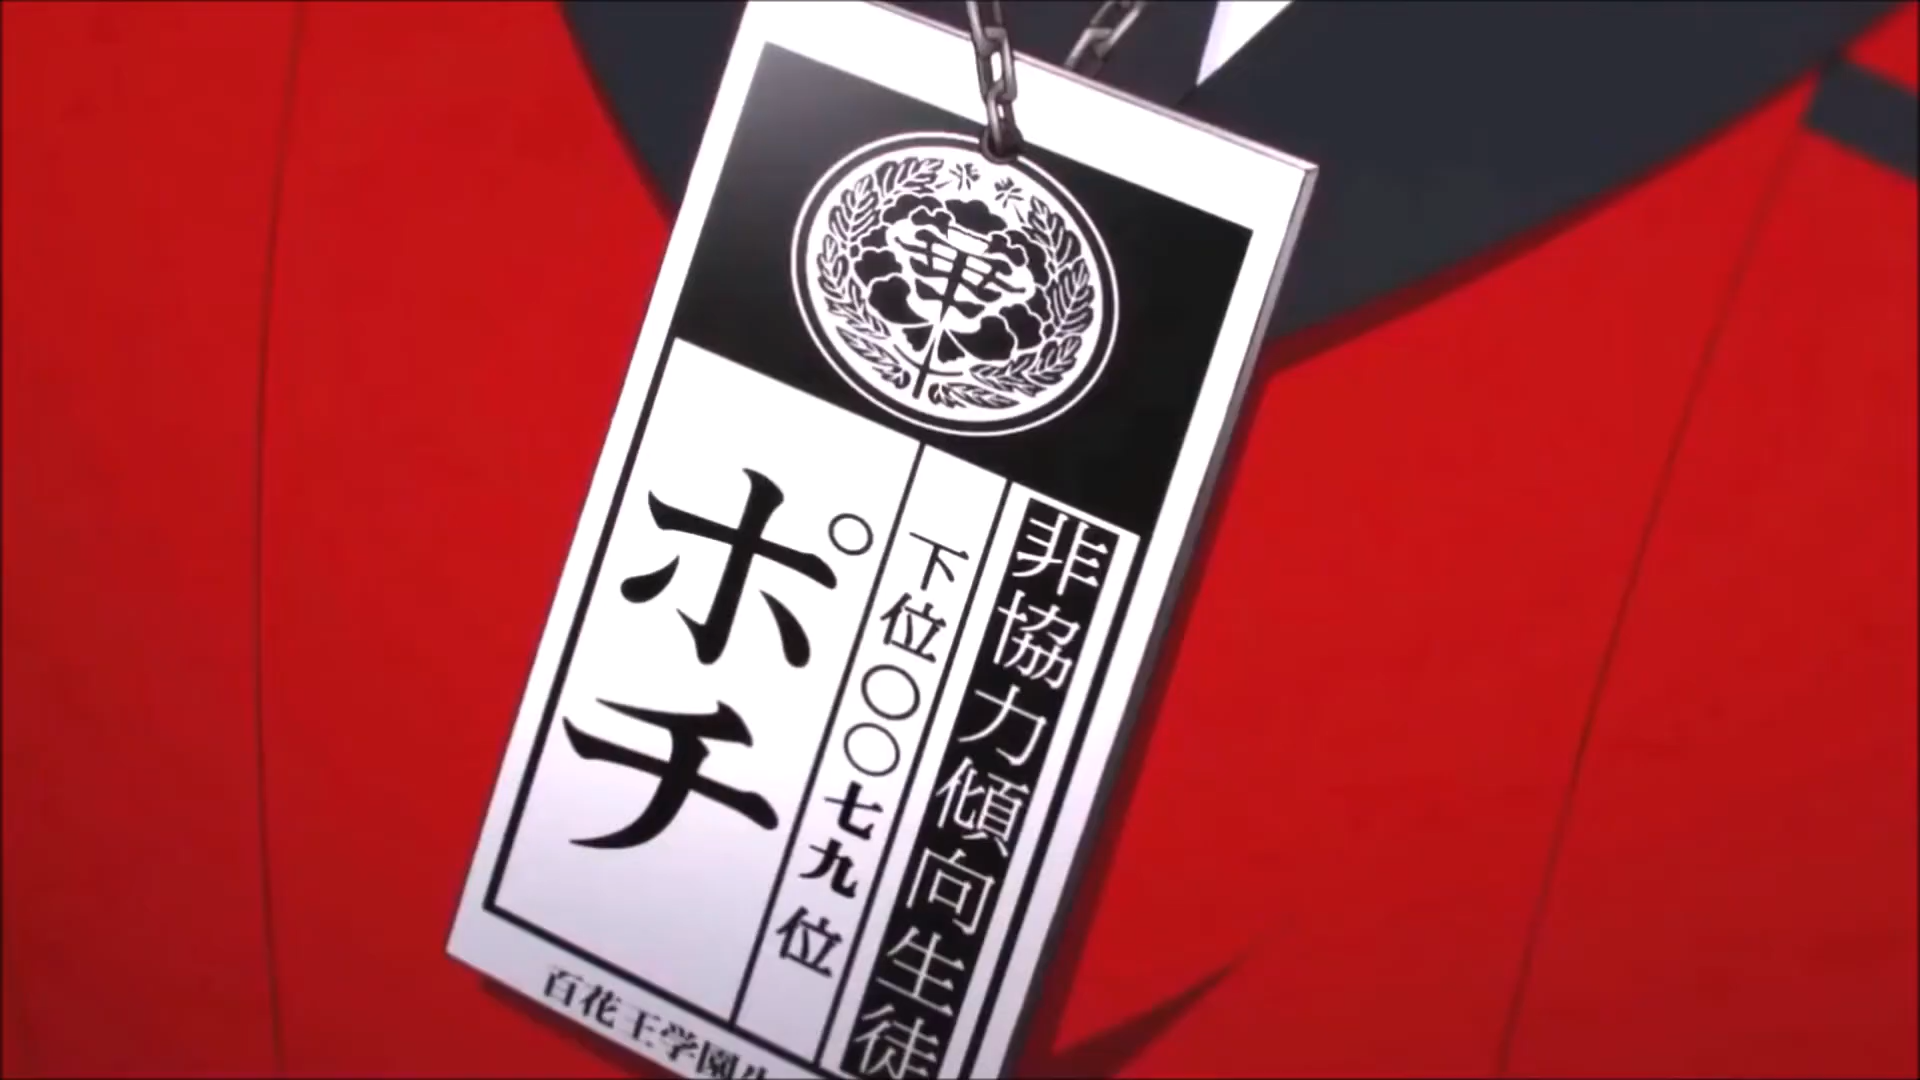 華
非協力傾向生徒
下位〇〇七九位
ポチ
百花王学園